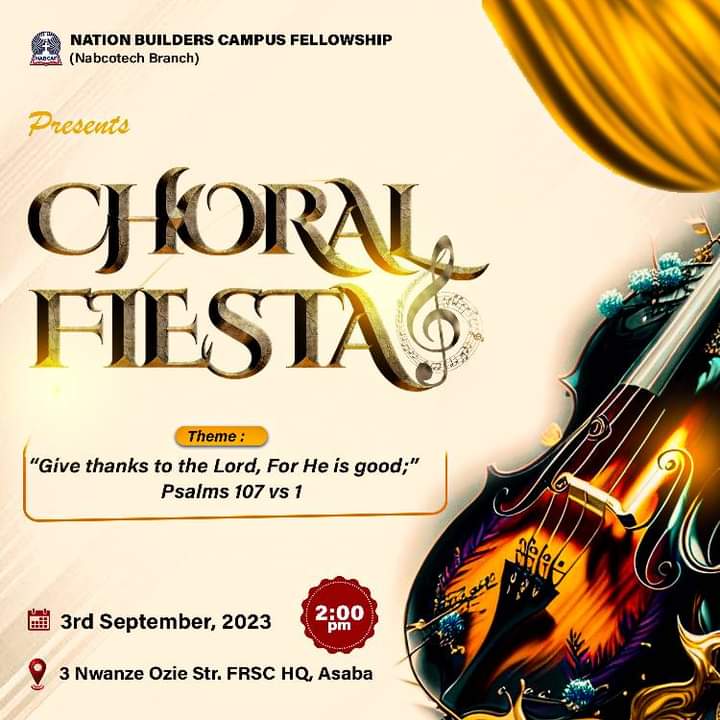 NATION BUILDERS CAMPUS FELLOWSHIP
(Nabcotech Branch)
NABCAF
Presents
CHORAL
FIESTA
Theme :
“Give thanks to the Lord, For He is good;”
Psalms 107 vs 1
3rd September, 2023
2:00
pm
3 Nwanze Ozie Str. FRSC HQ, Asaba